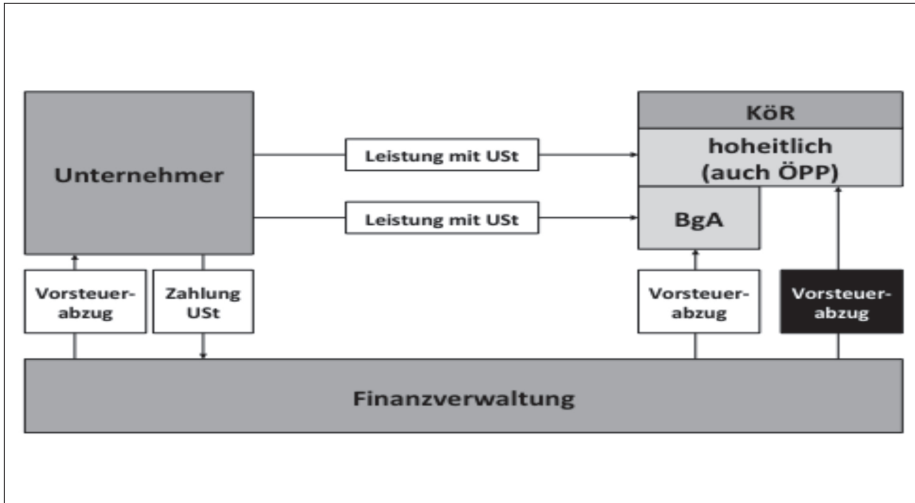 KöR
hoheitlich
(auch ÖPP)
Leistung mit USt
Unternehmer
Leistung mit USt
BgA
Vorsteuer-
abzug
Zahlung
USt
Vorsteuer-
abzug
Vorsteuer-
abzug
Finanzverwaltung